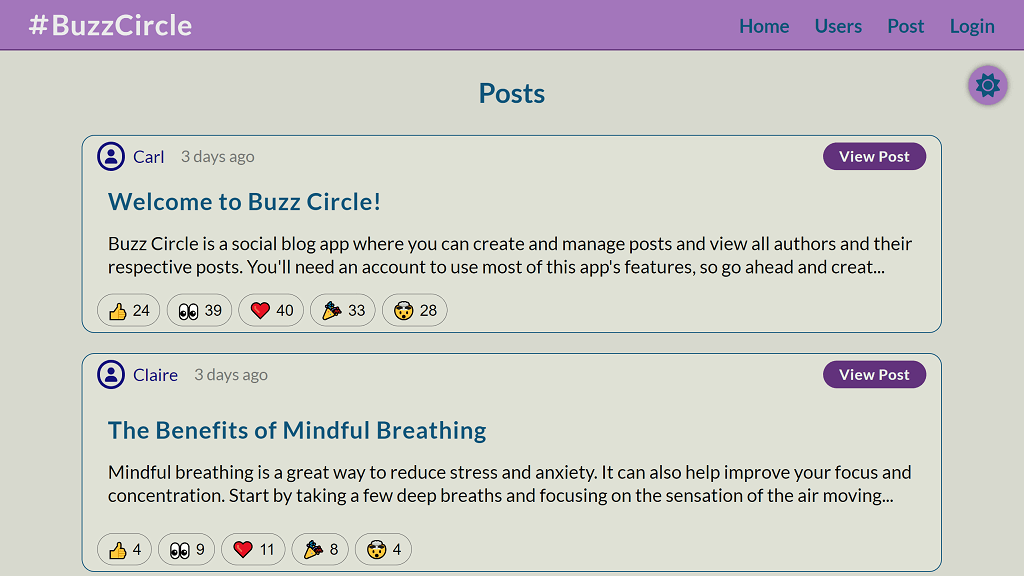 #BuzzCircle
Home Users Post Login
Posts
Carl 3 days ago View Post
Welcome to Buzz Circle!
Buzz Circle is a social blog app where you can create and manage posts and view all authors and their
respective posts. You'll need an account to use most of this app's features, so go ahead and creat...
24 39 40 33 28
Claire 3 days ago View Post
The Benefits of Mindful Breathing
Mindful breathing is a great way to reduce stress and anxiety. It can also help improve your focus and
concentration. Start by taking a few deep breaths and focusing on the sensation of the air moving...
4 9 11 8 4